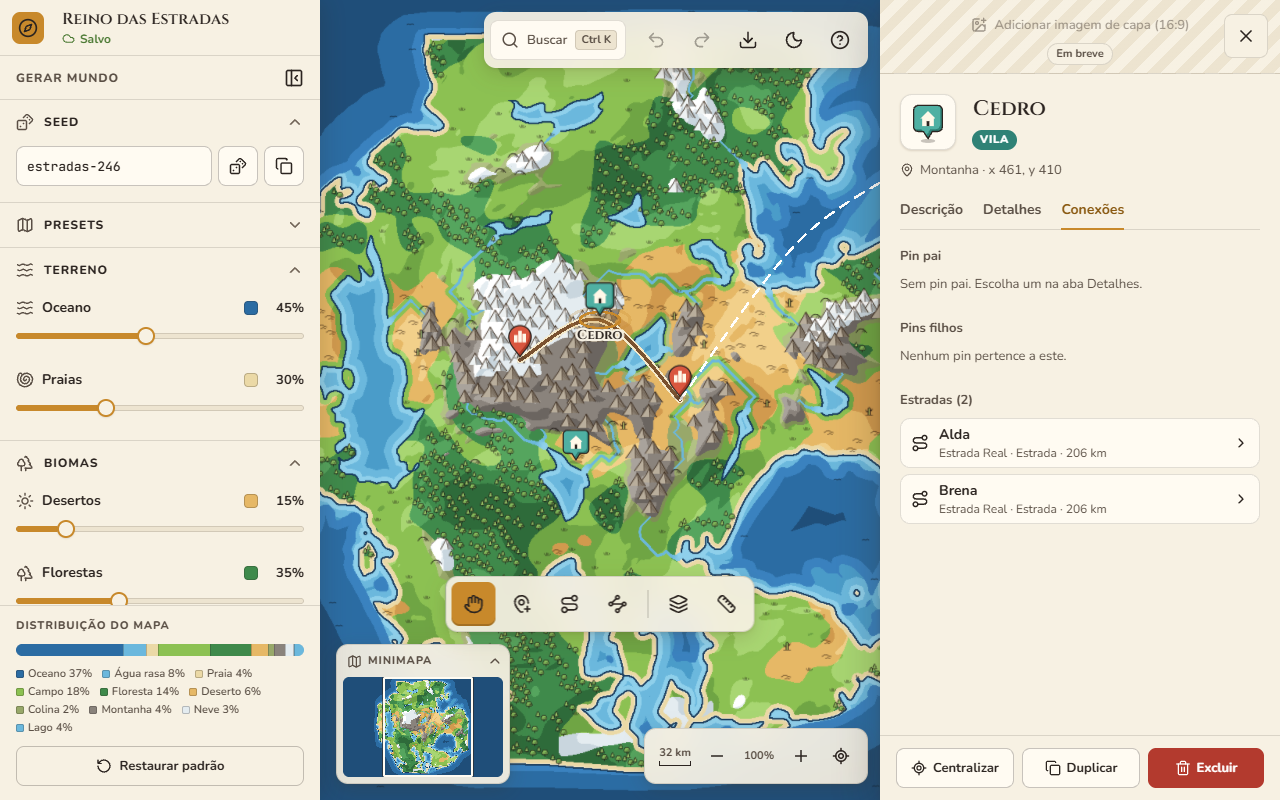 Reino das Estradas
Salvo
GERAR MUNDO
SEED
estradas-246
PRESETS
TERRENO
Oceano 45%
Praias 30%
BIOMAS
Desertos 15%
Florestas 35%
DISTRIBUIÇÃO DO MAPA
Oceano 37% Água rasa 8% Praia 4%
Campo 18% Floresta 14% Deserto 6%
Colina 2% Montanha 4% Neve 3%
Lago 4%
Restaurar padrão
Buscar Ctrl K
Cedro
MINIMAPA
32 km 100%
Adicionar imagem de capa (16:9)
Em breve
Cedro
VILA
Montanha · x 461, y 410
Descrição Detalhes Conexões
Pin pai
Sem pin pai. Escolha um na aba Detalhes.
Pins filhos
Nenhum pin pertence a este.
Estradas (2)
Alda
Estrada Real · Estrada · 206 km
Brena
Estrada Real · Estrada · 206 km
Centralizar Duplicar Excluir